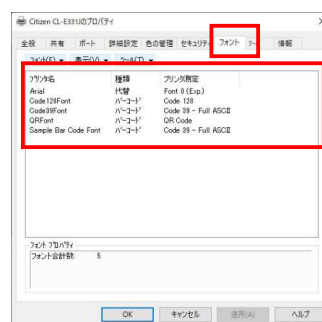 Citizen CL-E331Uのプロパティ
全般 共有 ポート 詳細設定 色の管理 セキュリティ フォント ツール 情報
フォント(F) 表示(V) ツール(T)
プリンタ名 種類 プリンタ既定
Arial 代替 Font 0 (Exp.)
Code128Font バーコード Code 128
Code39Font バーコード Code 39 - Full ASCII
QRFont バーコード QR Code
Sample Bar Code Font バーコード Code 39 - Full ASCII
フォント プロパティ
フォント合計数: 5
OK キャンセル 適用(A) ヘルプ